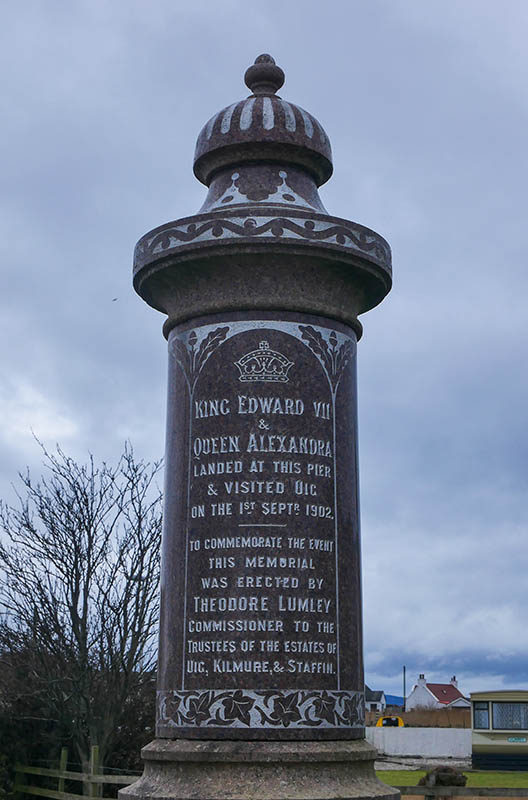 King Edward VII
&
Queen Alexandra
landed at this pier
& visited Uig
on the 1st Septr 1902.
To commemorate the event
this memorial
was erected by
Theodore Lumley
Commissioner to the
Trustees of the estates of
Uig, Kilmure, & Staffin.